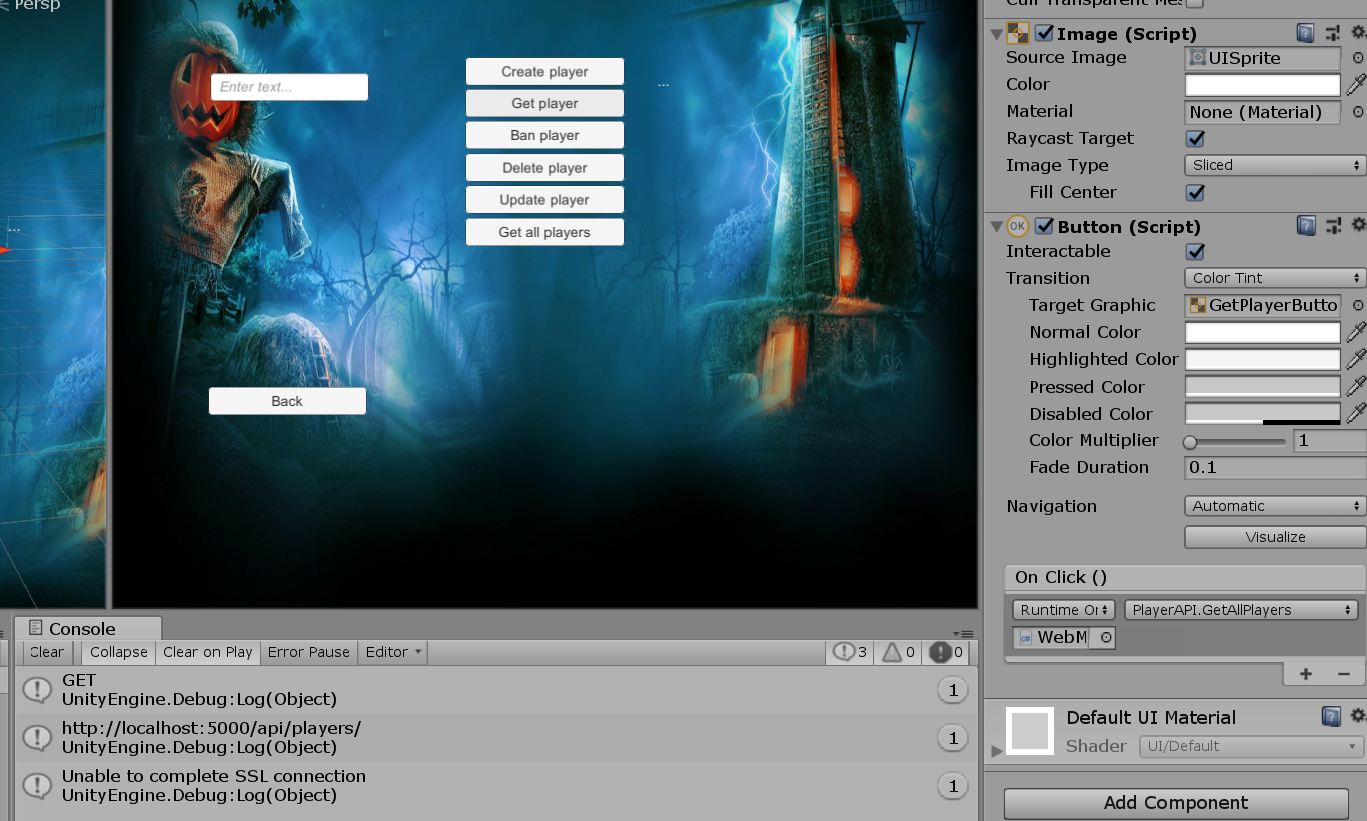 Persp
Image (Script)
Source Image
UISprite
Color
Material
None (Material)
Raycast Target
Image Type
Sliced
Fill Center
OK
Button (Script)
Interactable
Transition
Color Tint
Target Graphic
GetPlayerButto
Normal Color
Highlighted Color
Pressed Color
Disabled Color
Color Multiplier
1
Fade Duration
0.1
Navigation
Automatic
Visualize
On Click ()
Runtime Or
PlayerAPI.GetAllPlayers
WebM
+ −
Default UI Material
Shader
UI/Default
Add Component
Enter text...
Create player
...
Get player
Ban player
Delete player
Update player
Get all players
Back
...
Console
Clear
Collapse
Clear on Play
Error Pause
Editor
3
0
0
GET
UnityEngine.Debug:Log(Object)
1
http://localhost:5000/api/players/
UnityEngine.Debug:Log(Object)
1
Unable to complete SSL connection
UnityEngine.Debug:Log(Object)
1